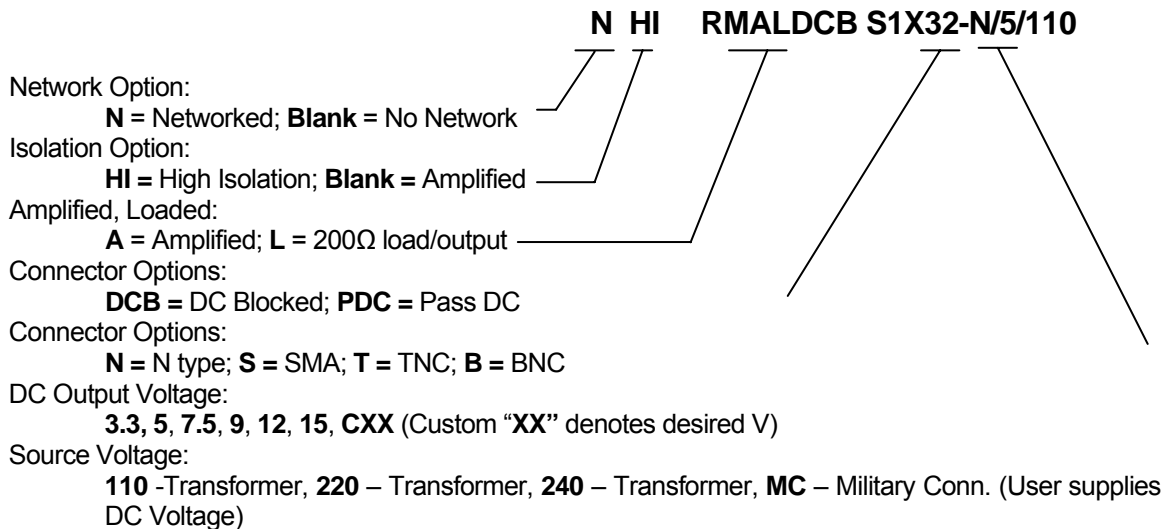 N HI RMALDCB S1X32-N/5/110
Network Option:
N = Networked; Blank = No Network
Isolation Option:
HI = High Isolation; Blank = Amplified
Amplified, Loaded:
A = Amplified; L = 200Ω load/output
Connector Options:
DCB = DC Blocked; PDC = Pass DC
Connector Options:
N = N type; S = SMA; T = TNC; B = BNC
DC Output Voltage:
3.3, 5, 7.5, 9, 12, 15, CXX (Custom “XX” denotes desired V)
Source Voltage:
110 -Transformer, 220 – Transformer, 240 – Transformer, MC – Military Conn. (User supplies
DC Voltage)